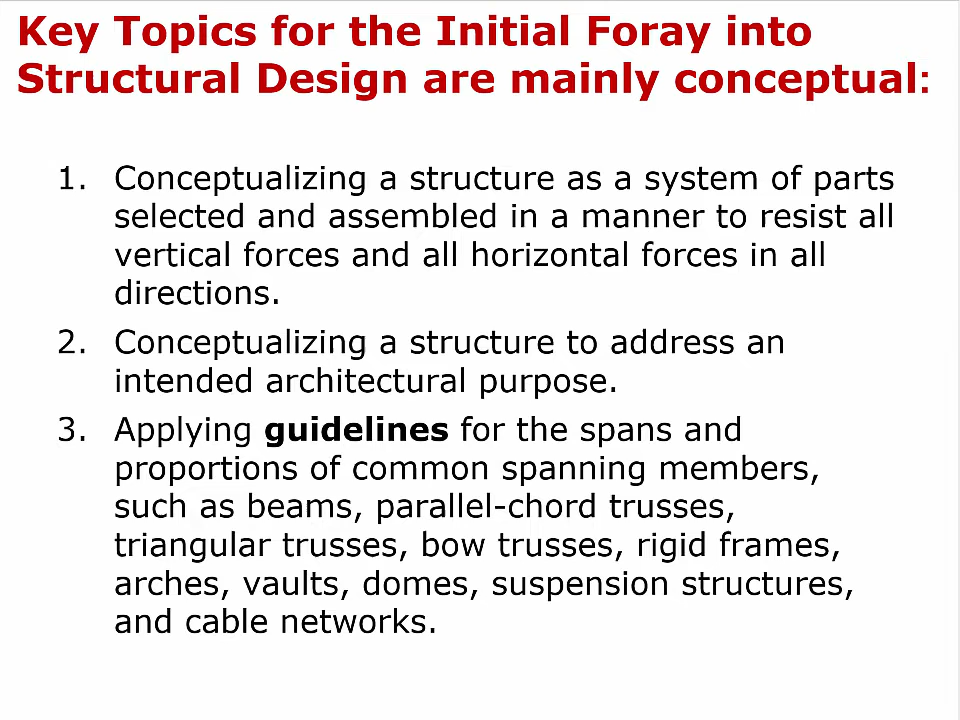 Key Topics for the Initial Foray into
Structural Design are mainly conceptual:
1. Conceptualizing a structure as a system of parts
selected and assembled in a manner to resist all
vertical forces and all horizontal forces in all
directions.
2. Conceptualizing a structure to address an
intended architectural purpose.
3. Applying guidelines for the spans and
proportions of common spanning members,
such as beams, parallel-chord trusses,
triangular trusses, bow trusses, rigid frames,
arches, vaults, domes, suspension structures,
and cable networks.